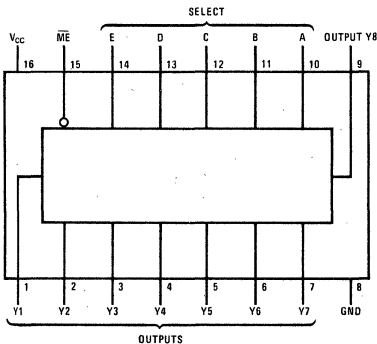 SELECT
VCC ME E D C B A OUTPUT Y8
16 15 14 13 12 11 10 9
1 2 3 4 5 6 7 8
Y1 Y2 Y3 Y4 Y5 Y6 Y7 GND
OUTPUTS